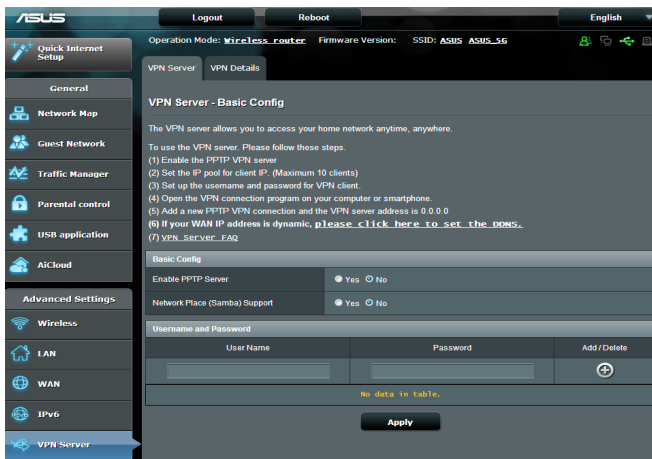 ASUS
Logout
Reboot
English
Quick Internet
Setup
Operation Mode: Wireless router Firmware Version: SSID: ASUS ASUS_5G
VPN Server
VPN Details
General
Network Map
Guest Network
Traffic Manager
Parental control
USB application
AiCloud
Advanced Settings
Wireless
LAN
WAN
IPv6
VPN Server
VPN Server - Basic Config
The VPN server allows you to access your home network anytime, anywhere.
To use the VPN server. Please follow these steps.
(1) Enable the PPTP VPN server
(2) Set the IP pool for client IP. (Maximum 10 clients)
(3) Set up the username and password for VPN client.
(4) Open the VPN connection program on your computer or smartphone.
(5) Add a new PPTP VPN connection and the VPN server address is 0.0.0.0
(6) If your WAN IP address is dynamic, please click here to set the DDNS.
(7) VPN Server FAQ
Basic Config
Enable PPTP Server Yes No
Network Place (Samba) Support Yes No
Username and Password
User Name Password Add / Delete
No data in table.
Apply